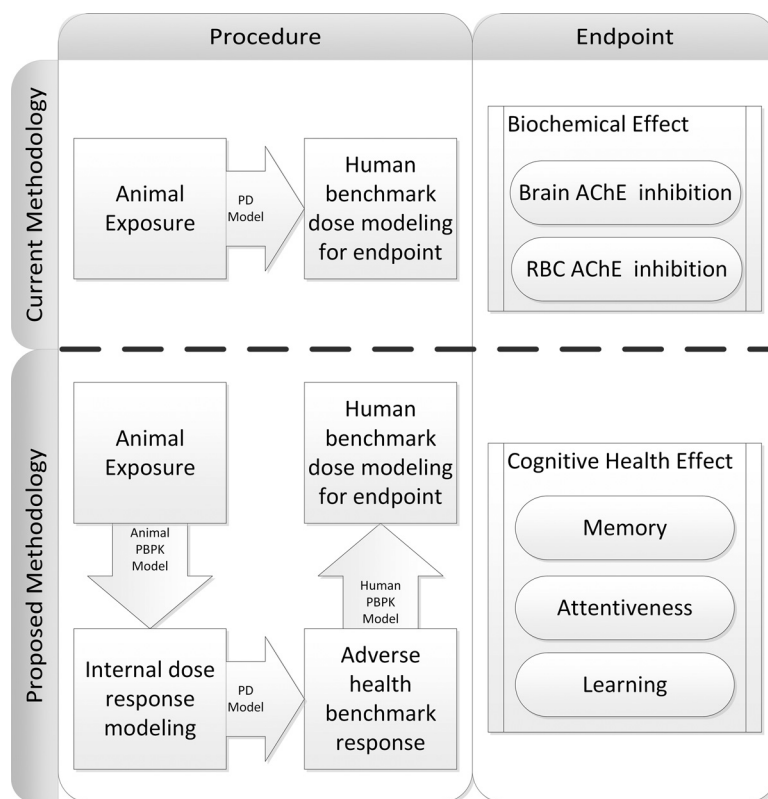 Procedure
Endpoint
Current Methodology
Animal
Exposure
PD
Model
Human
benchmark
dose modeling
for endpoint
Biochemical Effect
Brain AChE inhibition
RBC AChE inhibition
Proposed Methodology
Animal
Exposure
Animal
PBPK
Model
Internal dose
response
modeling
PD
Model
Adverse
health
benchmark
response
Human
PBPK
Model
Human
benchmark
dose modeling
for endpoint
Cognitive Health Effect
Memory
Attentiveness
Learning